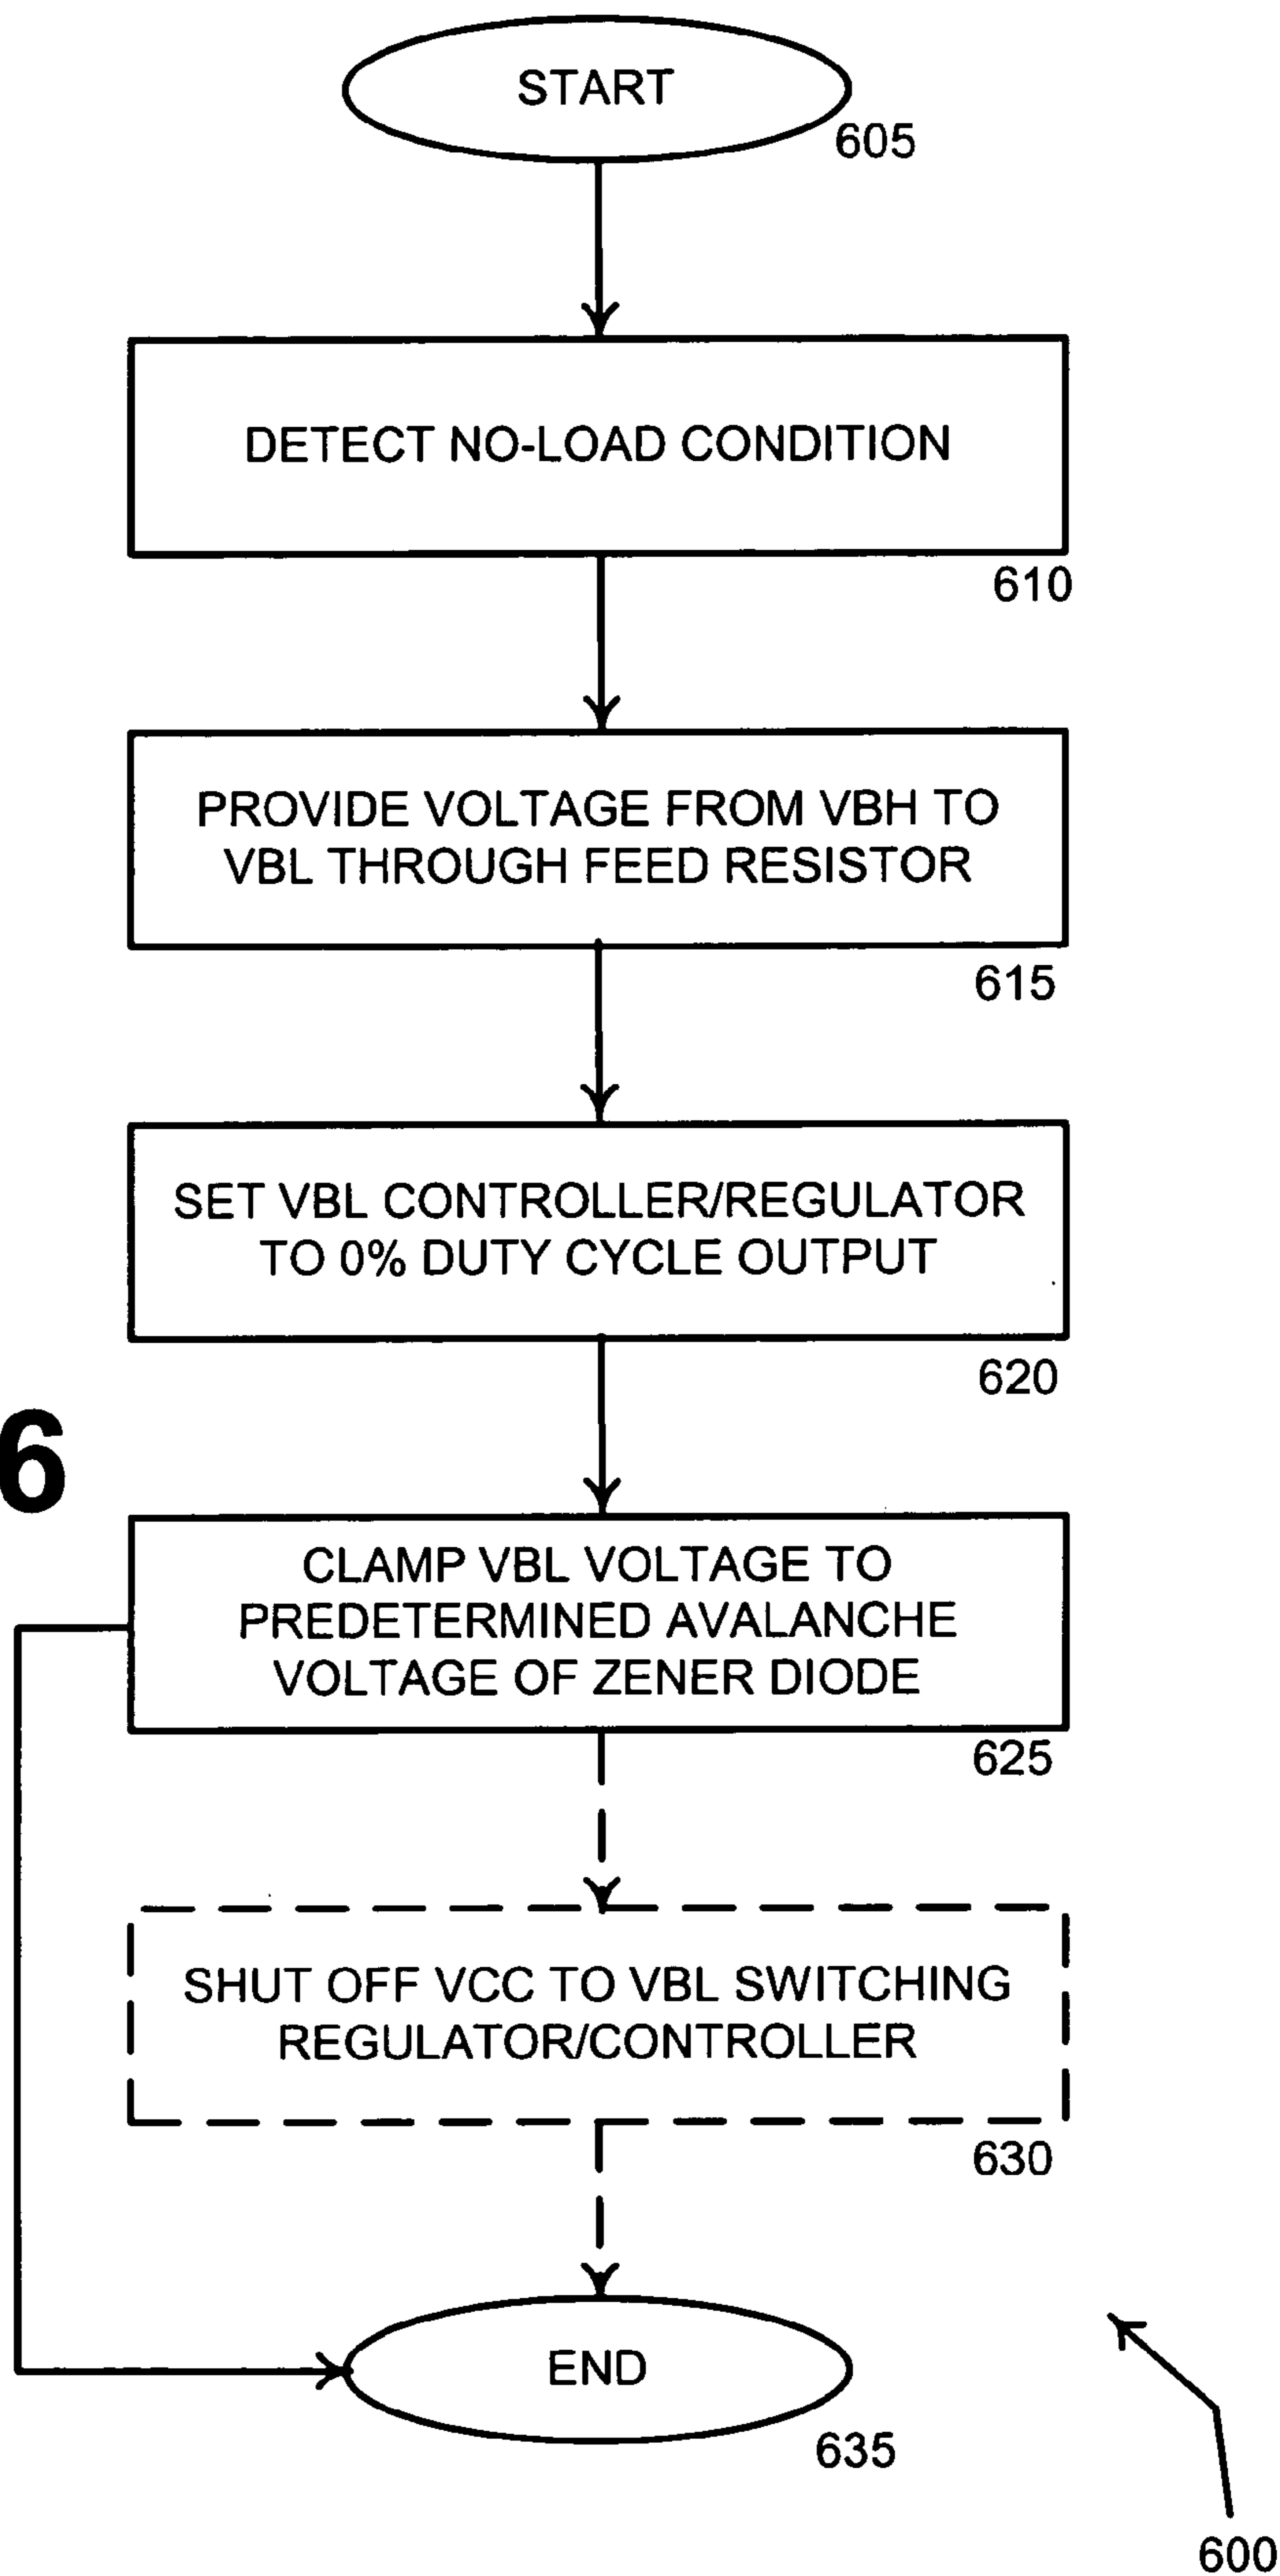 START
605
DETECT NO-LOAD CONDITION
610
PROVIDE VOLTAGE FROM VBH TO
VBL THROUGH FEED RESISTOR
615
SET VBL CONTROLLER/REGULATOR
TO 0% DUTY CYCLE OUTPUT
620
6
CLAMP VBL VOLTAGE TO
PREDETERMINED AVALANCHE
VOLTAGE OF ZENER DIODE
625
SHUT OFF VCC TO VBL SWITCHING
REGULATOR/CONTROLLER
630
END
635
600